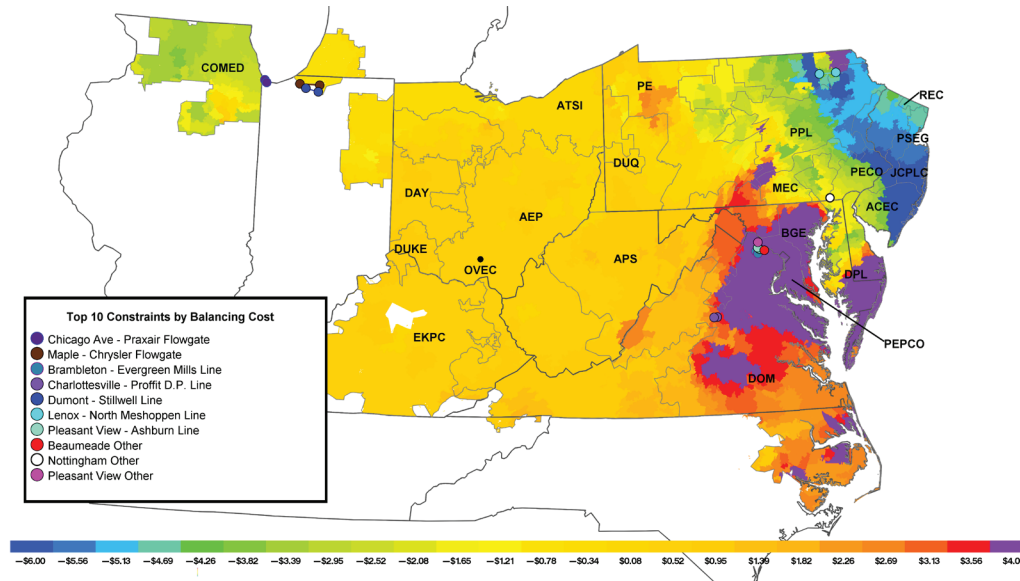 COMED
REC
ATSI
PE
PPL
PSEG
DUQ
PECO
JCPLC
DAY
MEC
ACEC
AEP
BGE
DUKE
APS
OVEC
DPL
EKPC
PEPCO
DOM
Top 10 Constraints by Balancing Cost
Chicago Ave - Praxair Flowgate
Maple - Chrysler Flowgate
Brambleton - Evergreen Mills Line
Charlottesville - Proffit D.P. Line
Dumont - Stillwell Line
Lenox - North Meshoppen Line
Pleasant View - Ashburn Line
Beaumeade Other
Nottingham Other
Pleasant View Other
—$6.00 —$5.56 —$5.13 —$4.69 —$4.26 —$3.82 —$3.39 —$2.95 —$2.52 —$2.08 —$1.65 —$1.21 —$0.78 —$0.34 $0.08 $0.52 $0.95 $1.39 $1.82 $2.26 $2.69 $3.13 $3.56 $4.0